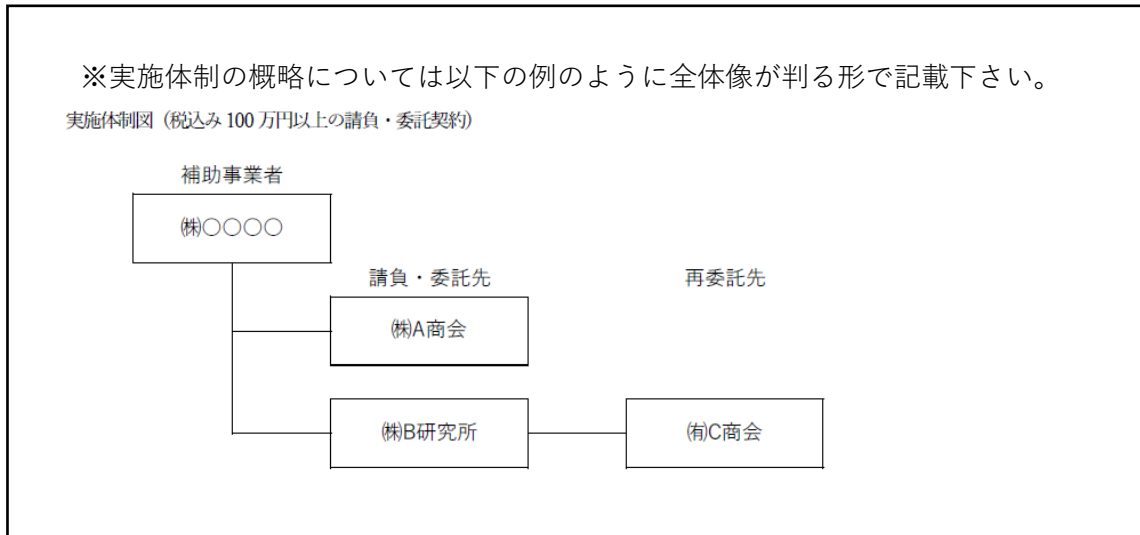 ※実施体制の概略については以下の例のように全体像が判る形で記載下さい。
実施体制図（税込み 100 万円以上の請負・委託契約）
補助事業者
㈱○○○○
請負・委託先
再委託先
㈱A商会
㈱B研究所
㈲C商会